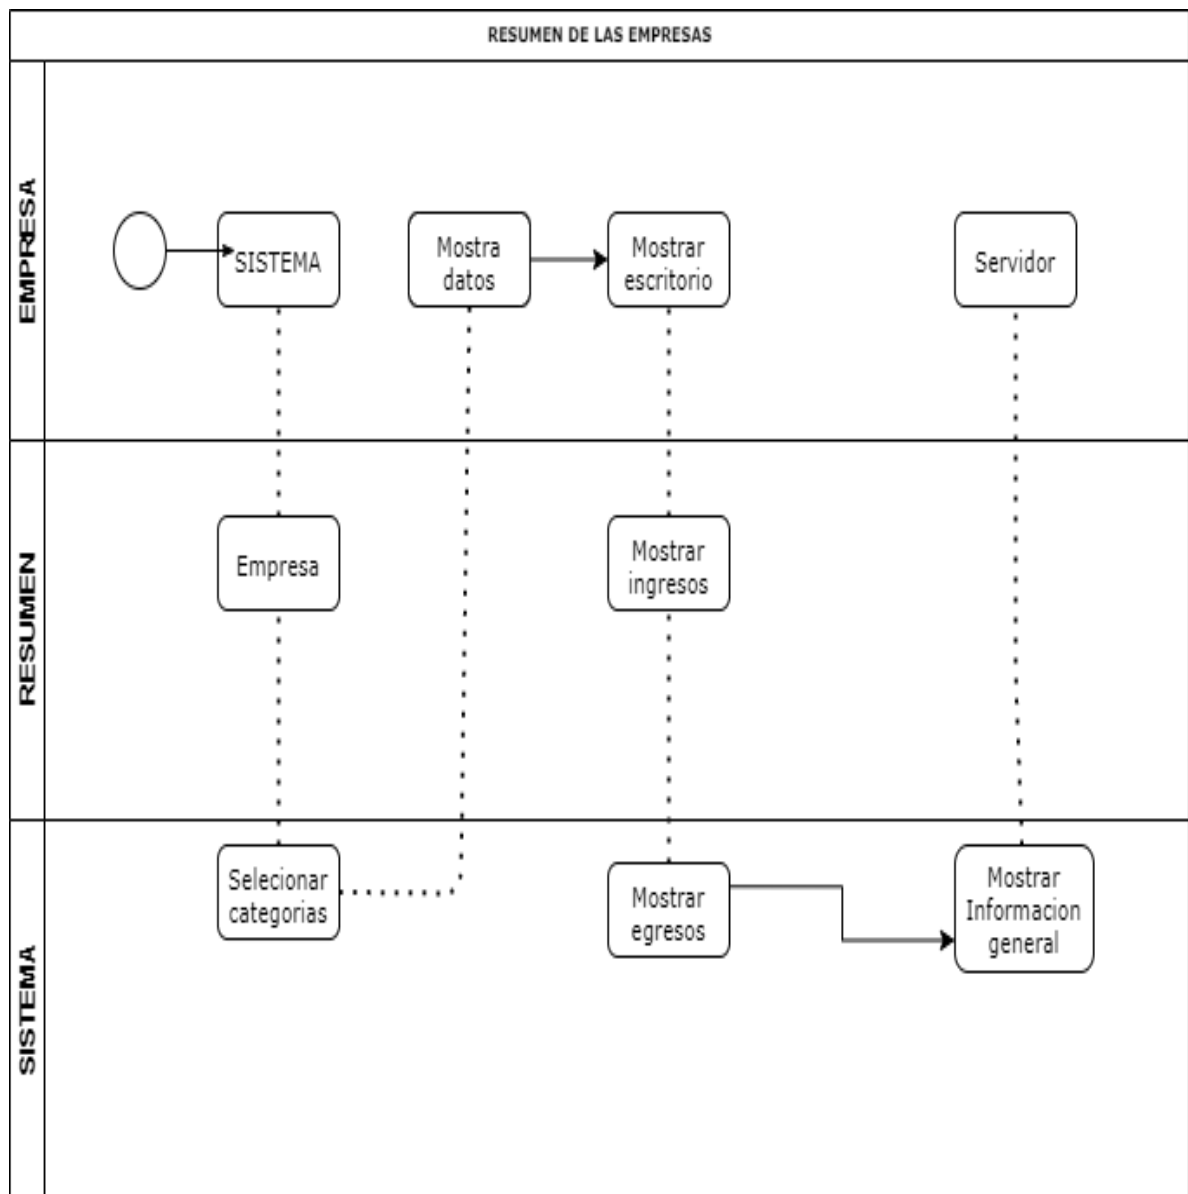 RESUMEN DE LAS EMPRESAS
EMPRESA
SISTEMA
Mostra
datos
Mostrar
escritorio
Servidor
RESUMEN
Empresa
Mostrar
ingresos
SISTEMA
Selecionar
categorias
Mostrar
egresos
Mostrar
Informacion
general